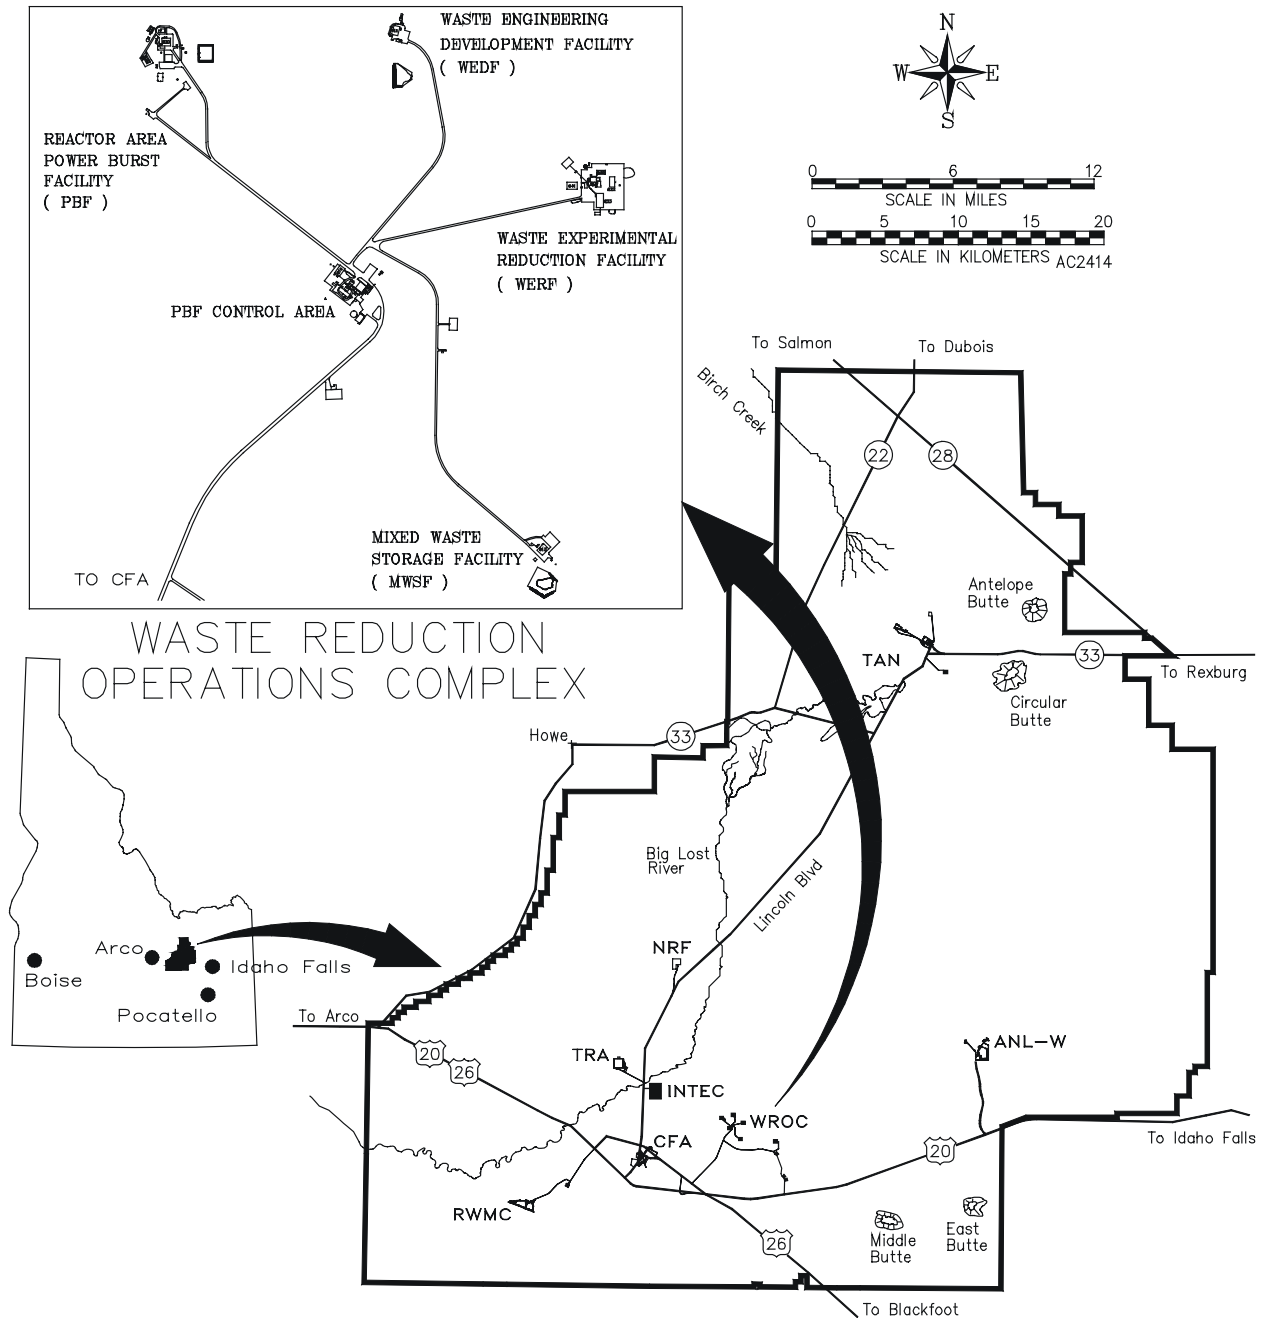 WASTE ENGINEERING
DEVELOPMENT FACILITY
( WEDF )
REACTOR AREA
POWER BURST
FACILITY
( PBF )
WASTE EXPERIMENTAL
REDUCTION FACILITY
( WERF )
PBF CONTROL AREA
MIXED WASTE
STORAGE FACILITY
( MWSF )
TO CFA
WASTE REDUCTION
OPERATIONS COMPLEX
N
W E
S
0 6 12
SCALE IN MILES
0 5 10 15 20
SCALE IN KILOMETERS
AC2414
To Salmon
To Dubois
Birch Creek
22
28
Antelope
Butte
TAN
33
To Rexburg
Circular
Butte
Howe
33
Big Lost
River
Lincoln Blvd
NRF
Arco
Boise
Idaho Falls
Pocatello
To Arco
20
26
TRA
INTEC
ANL-W
WROC
CFA
20
To Idaho Falls
RWMC
26
Middle
Butte
East
Butte
To Blackfoot